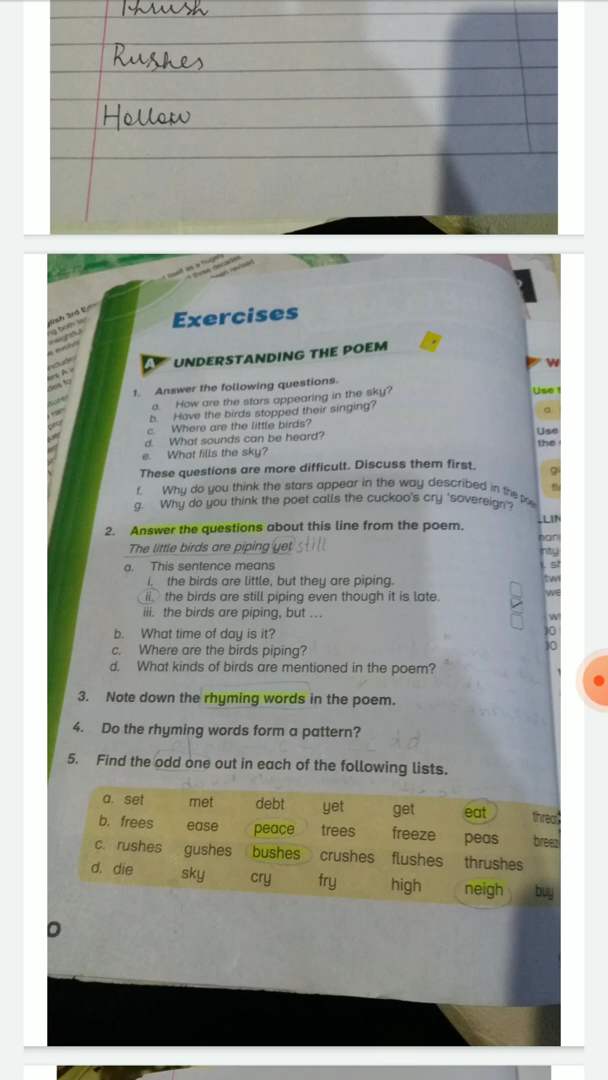 Thrush
Rushes
Hollow
Exercises
A UNDERSTANDING THE POEM
1. Answer the following questions.
a. How are the stars appearing in the sky?
b. Have the birds stopped their singing?
c. Where are the little birds?
d. What sounds can be heard?
e. What fills the sky?
These questions are more difficult. Discuss them first.
f. Why do you think the stars appear in the way described in the poem
g. Why do you think the poet calls the cuckoo's cry 'sovereign'?
2. Answer the questions about this line from the poem.
The little birds are piping yet still
a. This sentence means
i. the birds are little, but they are piping.
ii. the birds are still piping even though it is late.
iii. the birds are piping, but ...
b. What time of day is it?
c. Where are the birds piping?
d. What kinds of birds are mentioned in the poem?
3. Note down the rhyming words in the poem.
4. Do the rhyming words form a pattern?
5. Find the odd one out in each of the following lists.
a. set met debt yet get eat threat
b. frees ease peace trees freeze peas breez
c. rushes gushes bushes crushes flushes thrushes
d. die sky cry fry high neigh buy
W
Use
a.
Use
the